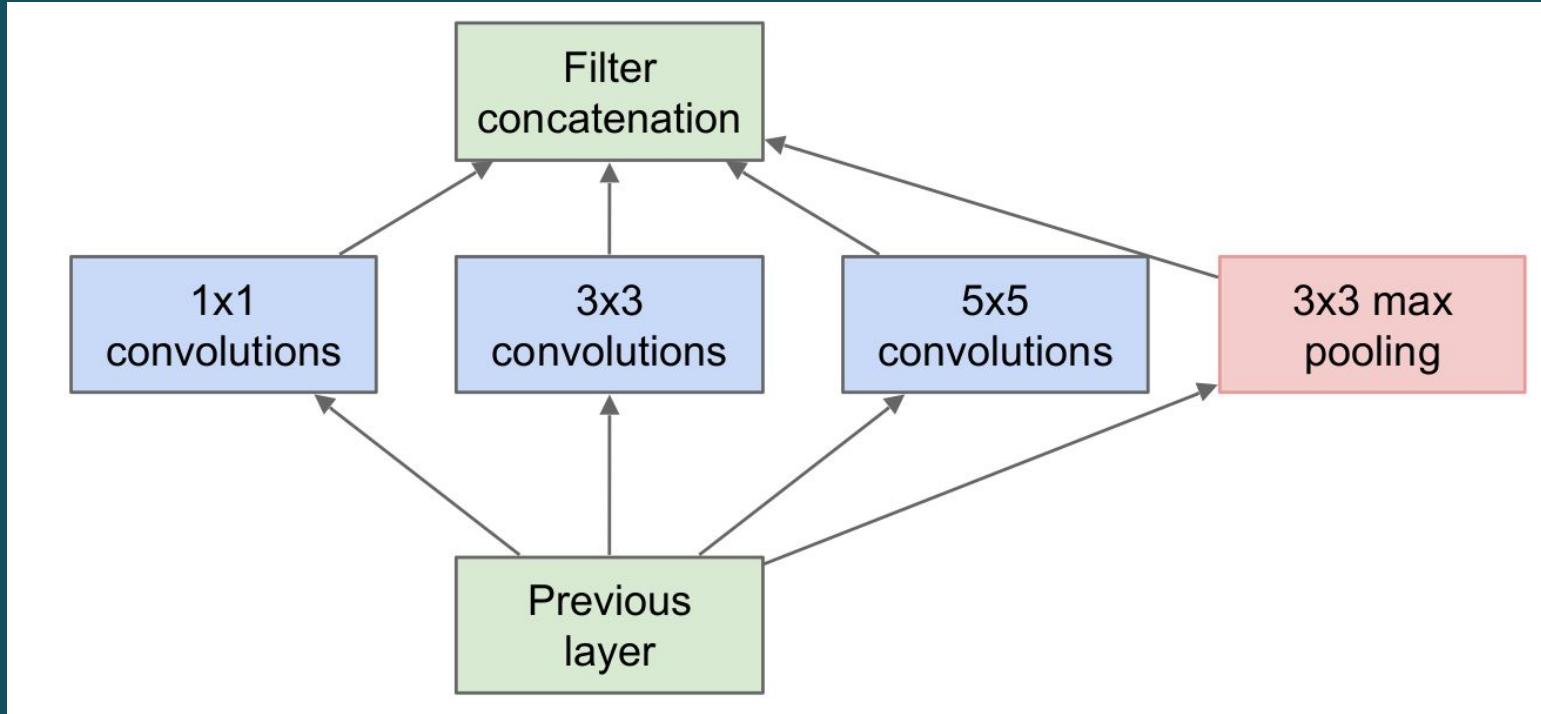 Filter
concatenation
1x1
convolutions
3x3
convolutions
5x5
convolutions
3x3 max
pooling
Previous
layer